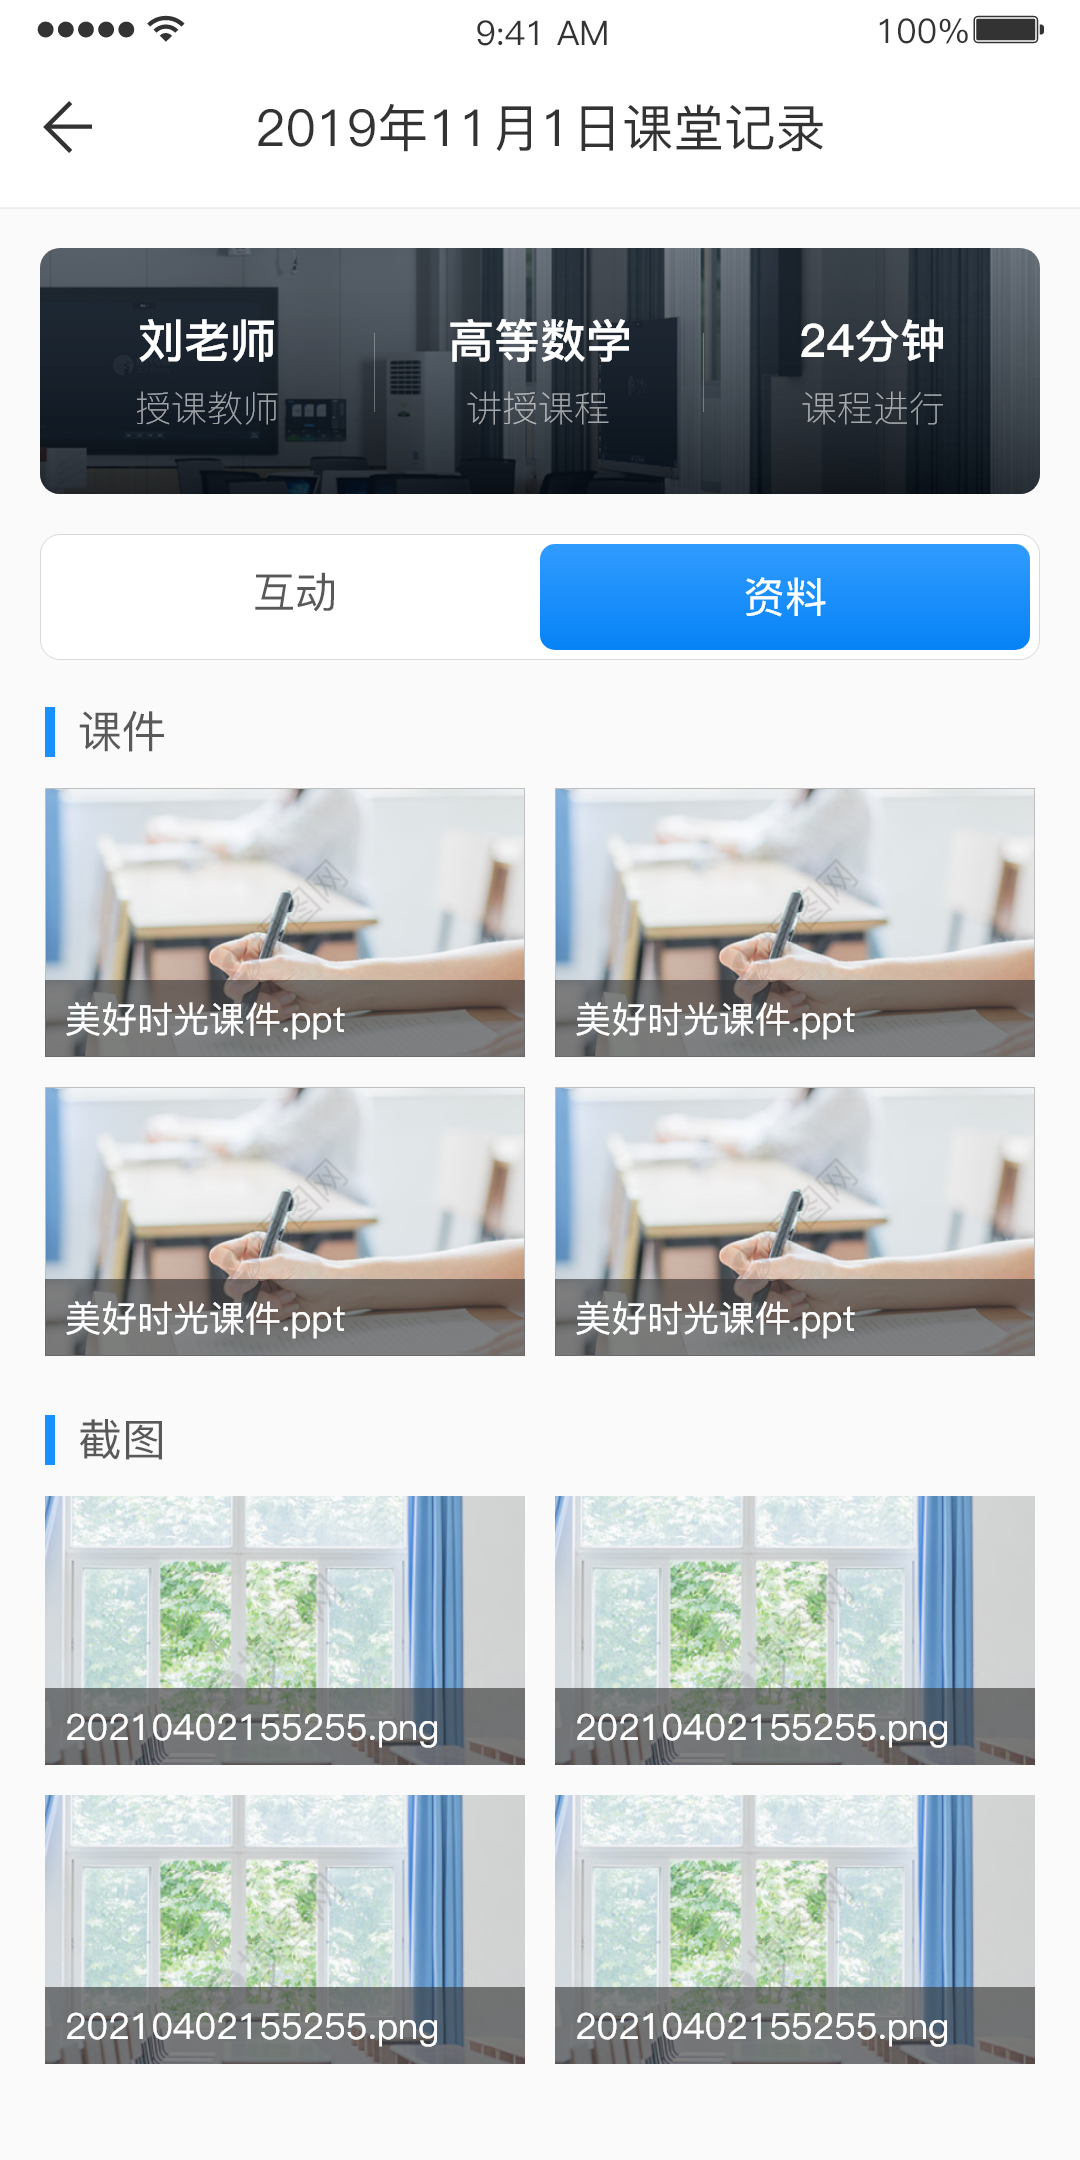 9:41 AM
100%
2019年11月1日课堂记录
刘老师
高等数学
24分钟
授课教师
讲授课程
课程进行
互动
资料
课件
美好时光课件.ppt
美好时光课件.ppt
美好时光课件.ppt
美好时光课件.ppt
截图
20210402155255.png
20210402155255.png
20210402155255.png
20210402155255.png